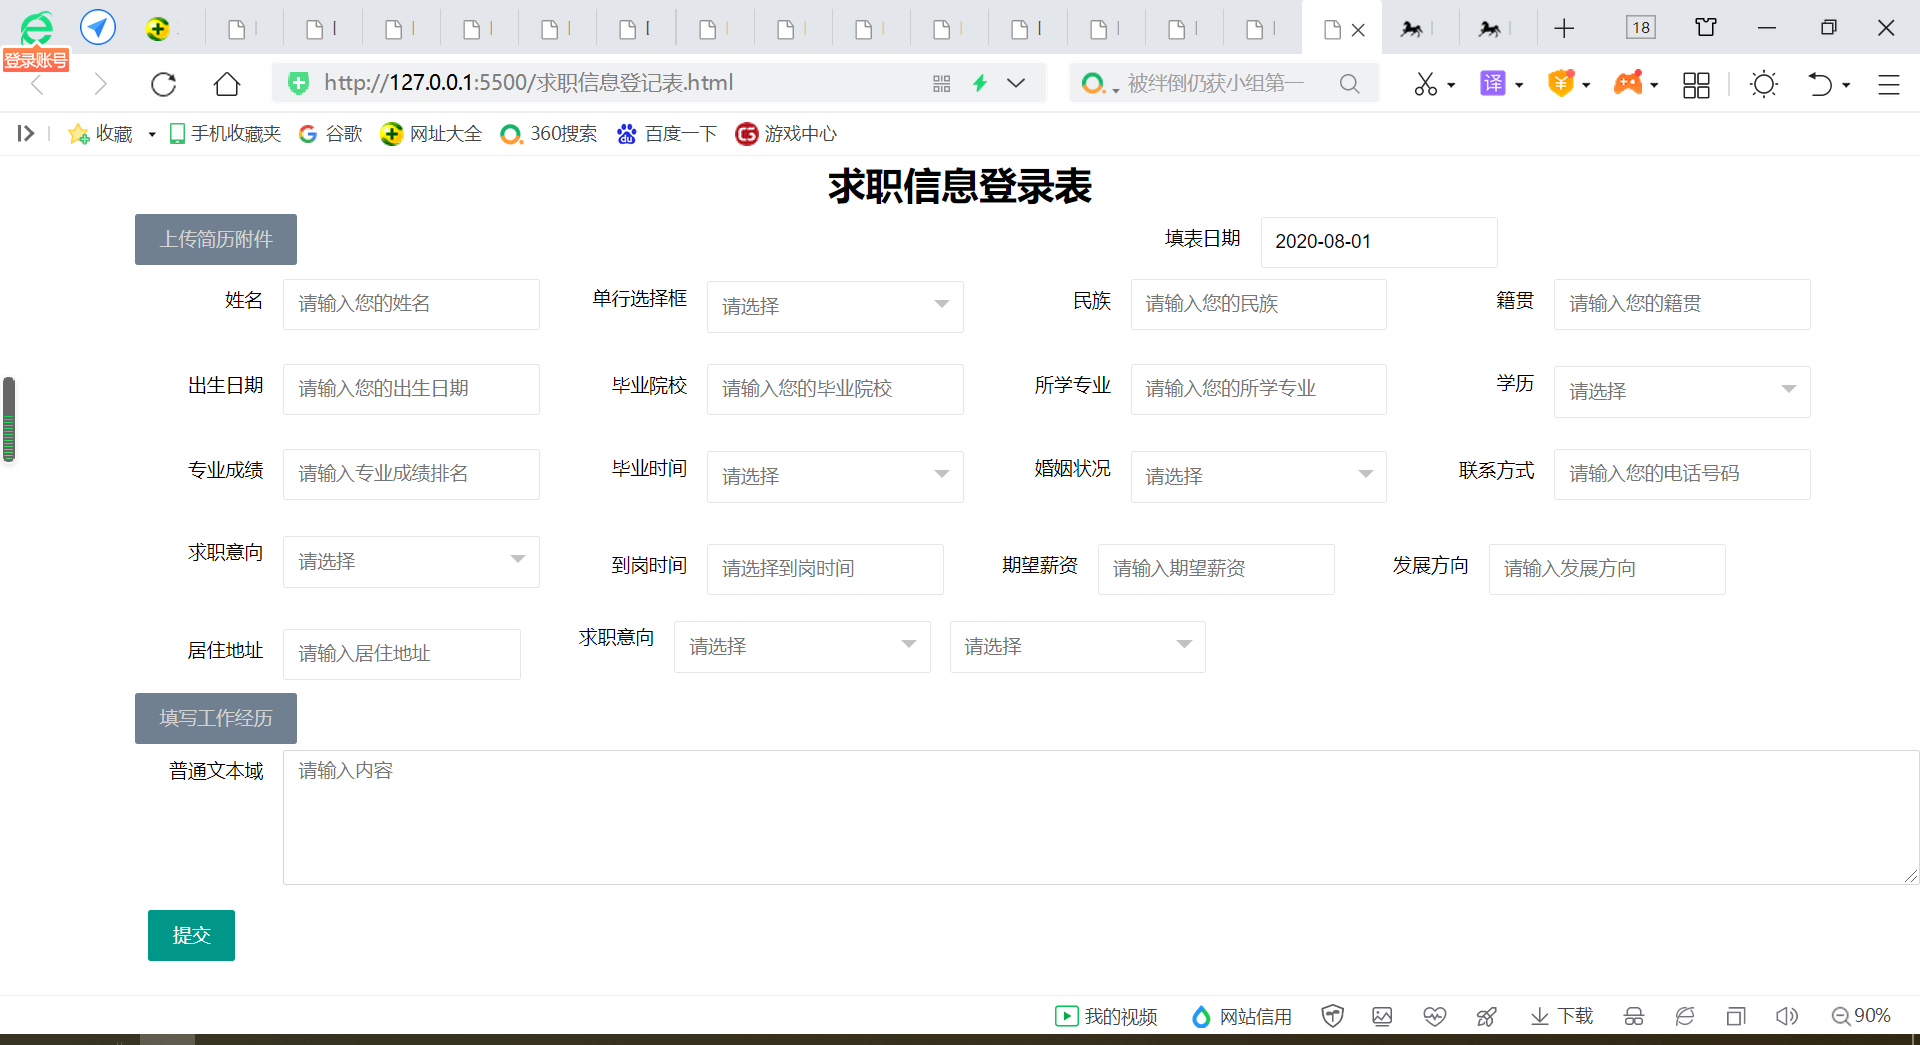 18
登录账号
http://127.0.0.1:5500/求职信息登记表.html
被绊倒仍获小组第一
译
收藏 手机收藏夹 谷歌 网址大全 360搜索 百度一下 游戏中心
求职信息登录表
上传简历附件 填表日期 2020-08-01
姓名 请输入您的姓名 单行选择框 请选择 民族 请输入您的民族 籍贯 请输入您的籍贯
出生日期 请输入您的出生日期 毕业院校 请输入您的毕业院校 所学专业 请输入您的所学专业 学历 请选择
专业成绩 请输入专业成绩排名 毕业时间 请选择 婚姻状况 请选择 联系方式 请输入您的电话号码
求职意向 请选择 到岗时间 请选择到岗时间 期望薪资 请输入期望薪资 发展方向 请输入发展方向
居住地址 请输入居住地址 求职意向 请选择 请选择
填写工作经历
普通文本域 请输入内容
提交
我的视频 网站信用 下载 90%